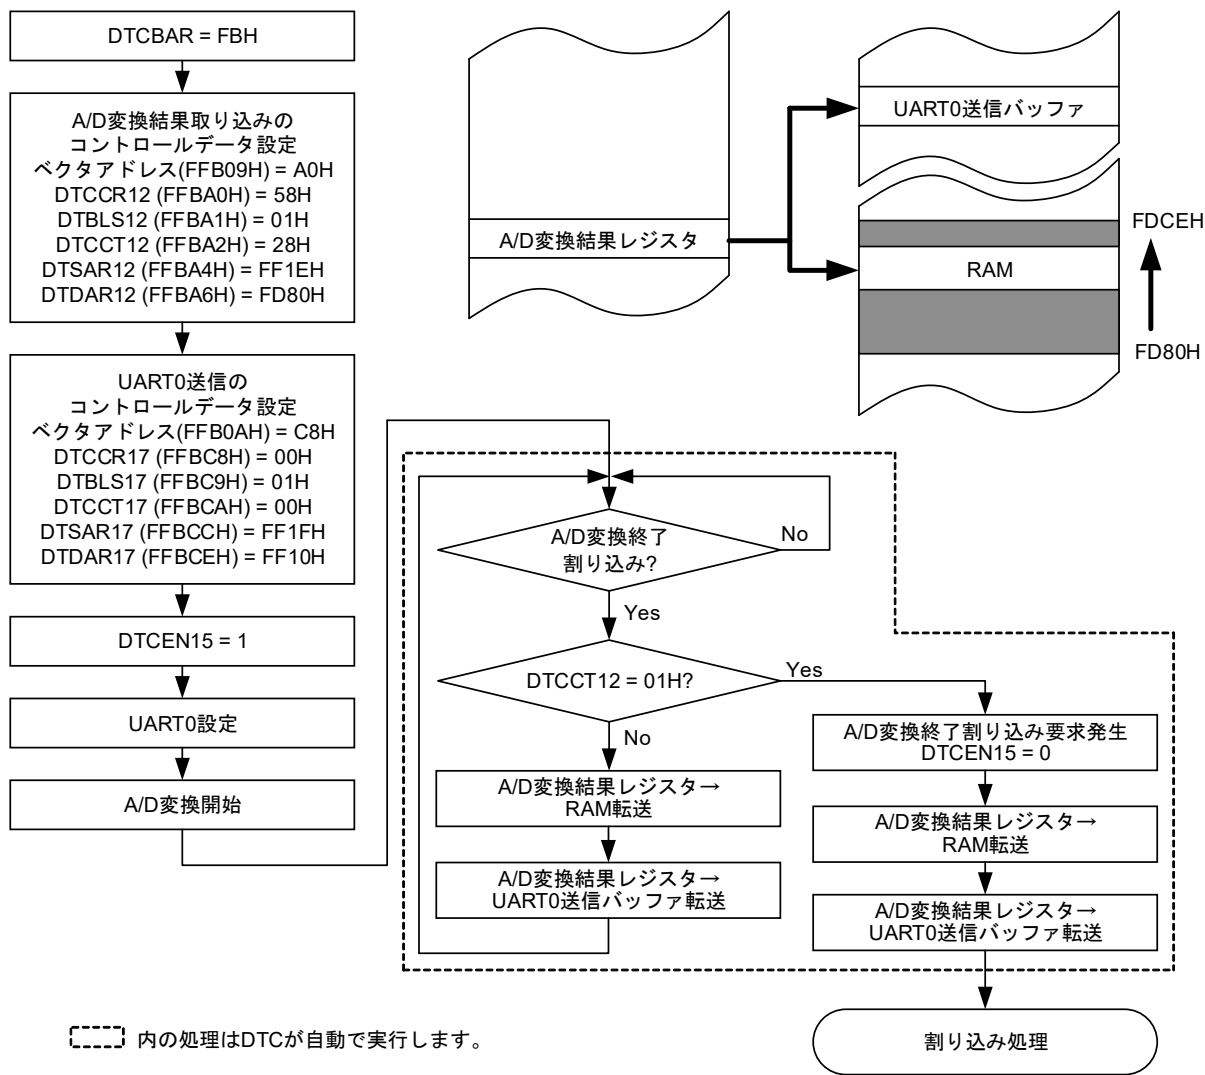 DTCBAR = FBH
A/D変換結果取り込みの
コントロールデータ設定
ベクタアドレス(FFB09H) = A0H
DTCCR12 (FFBA0H) = 58H
DTBLS12 (FFBA1H) = 01H
DTCCT12 (FFBA2H) = 28H
DTSAR12 (FFBA4H) = FF1EH
DTDAR12 (FFBA6H) = FD80H
UART0送信の
コントロールデータ設定
ベクタアドレス(FFB0AH) = C8H
DTCCR17 (FFBC8H) = 00H
DTBLS17 (FFBC9H) = 01H
DTCCT17 (FFBCAH) = 00H
DTSAR17 (FFBCCH) = FF1FH
DTDAR17 (FFBCEH) = FF10H
DTCEN15 = 1
UART0設定
A/D変換開始
A/D変換結果レジスタ
UART0送信バッファ
FDCEH
RAM
FD80H
A/D変換終了
割り込み?
No
Yes
DTCCT12 = 01H?
Yes
No
A/D変換結果レジスタ→
RAM転送
A/D変換結果レジスタ→
UART0送信バッファ転送
A/D変換終了割り込み要求発生
DTCEN15 = 0
A/D変換結果レジスタ→
RAM転送
A/D変換結果レジスタ→
UART0送信バッファ転送
割り込み処理
内の処理はDTCが自動で実行します。